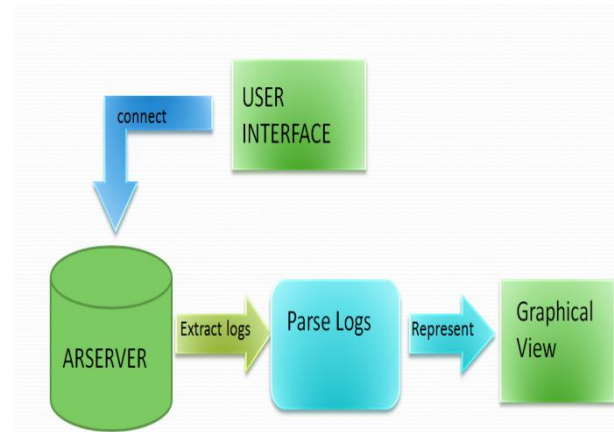 USER
INTERFACE
connect
ARSERVER
Extract logs
Parse Logs
Represent
Graphical
View